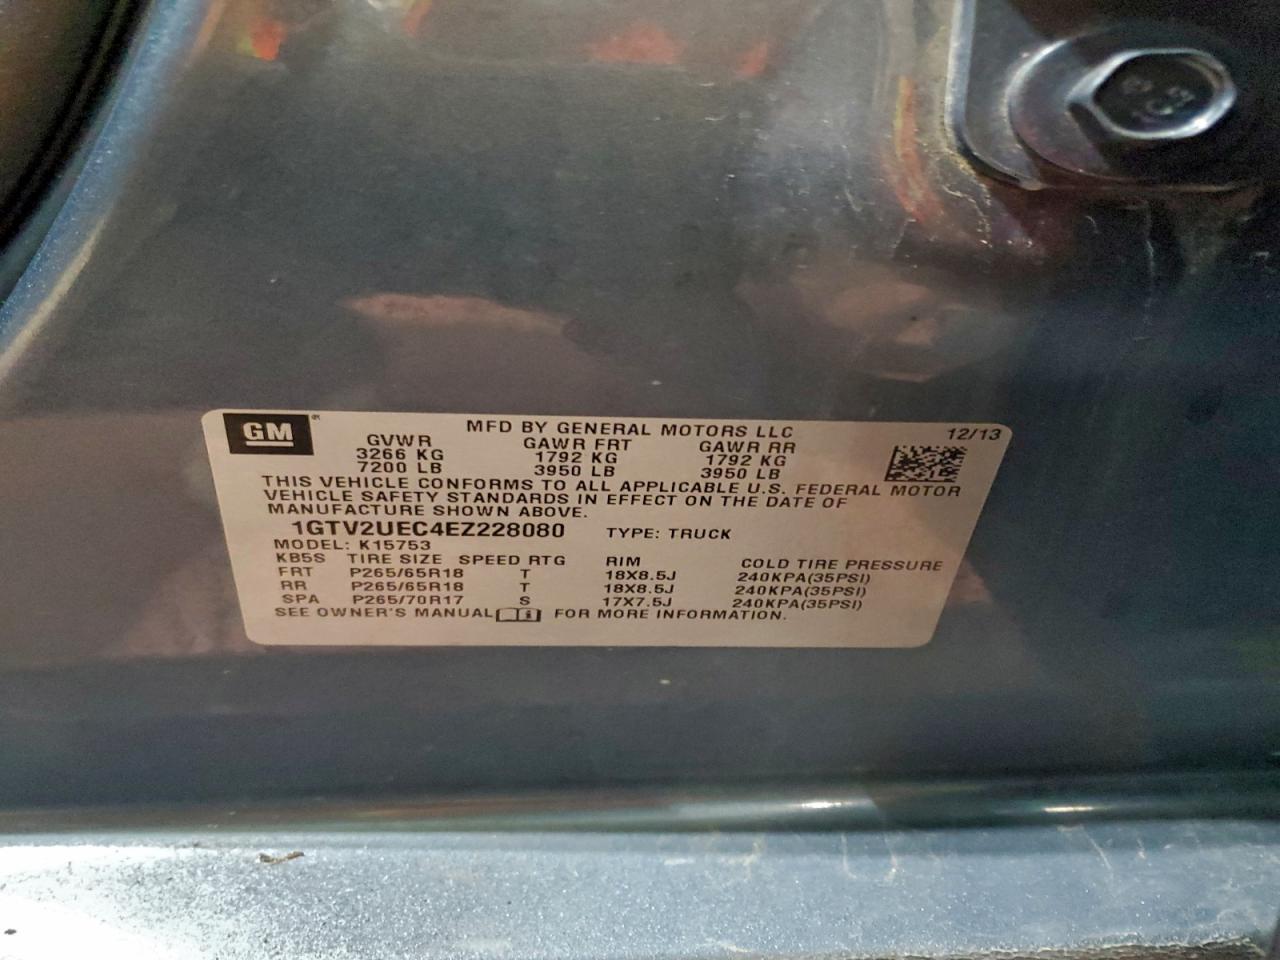 GM
MFD BY GENERAL MOTORS LLC 12/13
GVWR GAWR FRT GAWR RR
3266 KG 1792 KG 1792 KG
7200 LB 3950 LB 3950 LB
THIS VEHICLE CONFORMS TO ALL APPLICABLE U.S. FEDERAL MOTOR
VEHICLE SAFETY STANDARDS IN EFFECT ON THE DATE OF
MANUFACTURE SHOWN ABOVE.
1GTV2UEC4EZ228080 TYPE: TRUCK
MODEL: K15753
KB5S TIRE SIZE SPEED RTG RIM COLD TIRE PRESSURE
FRT P265/65R18 T 18X8.5J 240KPA(35PSI)
RR P265/65R18 T 18X8.5J 240KPA(35PSI)
SPA P265/70R17 S 17X7.5J 240KPA(35PSI)
SEE OWNER'S MANUAL FOR MORE INFORMATION.